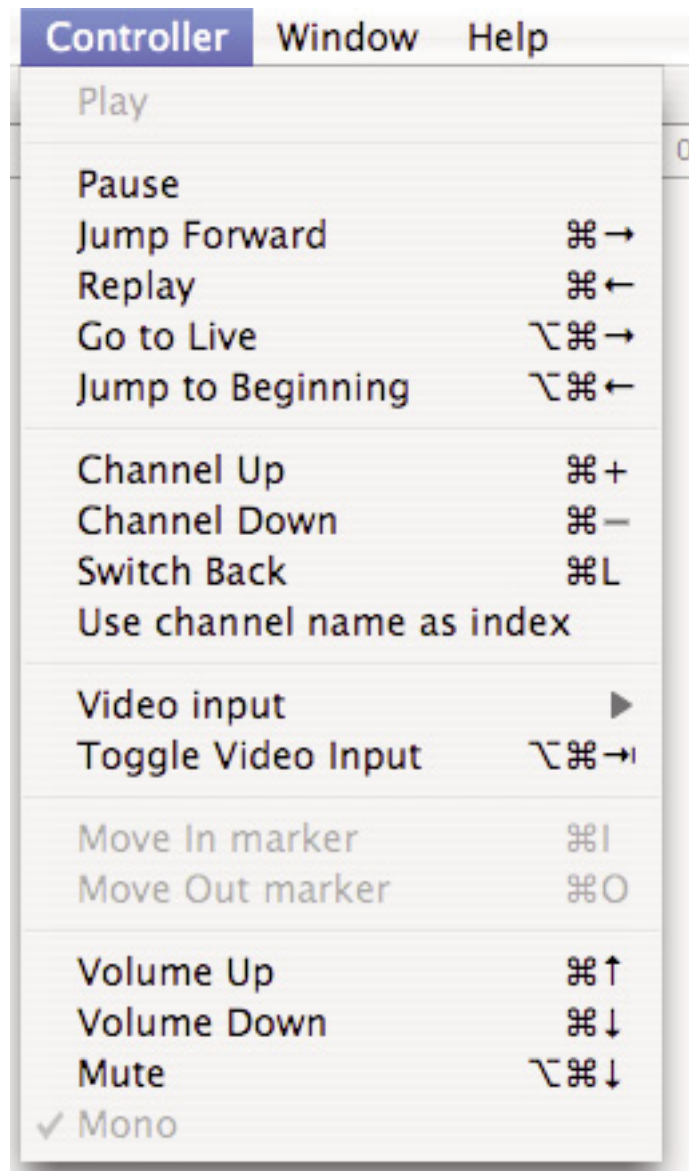 Controller Window Help
Play
0
Pause
Jump Forward ⌘→
Replay ⌘←
Go to Live ⌥⌘→
Jump to Beginning ⌥⌘←
Channel Up ⌘+
Channel Down ⌘−
Switch Back ⌘L
Use channel name as index
Video input ▶
Toggle Video Input ⌥⌘⇥
Move In marker ⌘I
Move Out marker ⌘O
Volume Up ⌘↑
Volume Down ⌘↓
Mute ⌥⌘↓
✓ Mono